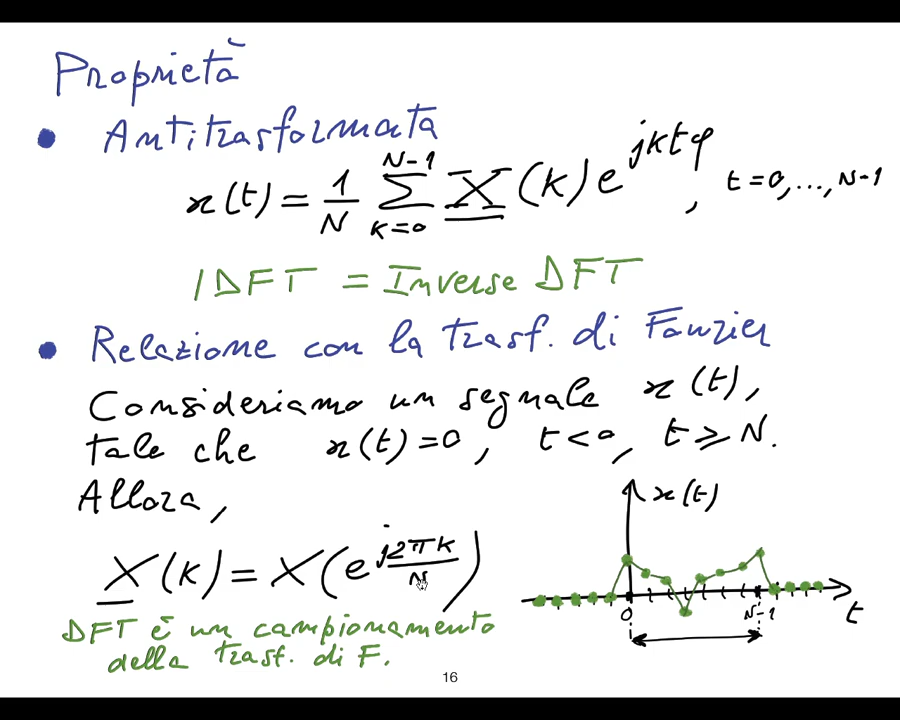 Proprietà
• Antitrasformata
x(t) = 1/N ∑_{k=0}^{N-1} X(k) e^{jktφ}, t=0,...,N-1
IDFT = Inverse DFT
• Relazione con la trasf. di Fourier
Consideriamo un segnale x(t),
tale che x(t)=0, t<0, t≥N.
Allora,
x(t)
X(k) = X(e^{j2πk/N})
0 N-1 t
DFT è un campionamento
della trasf. di F.
16